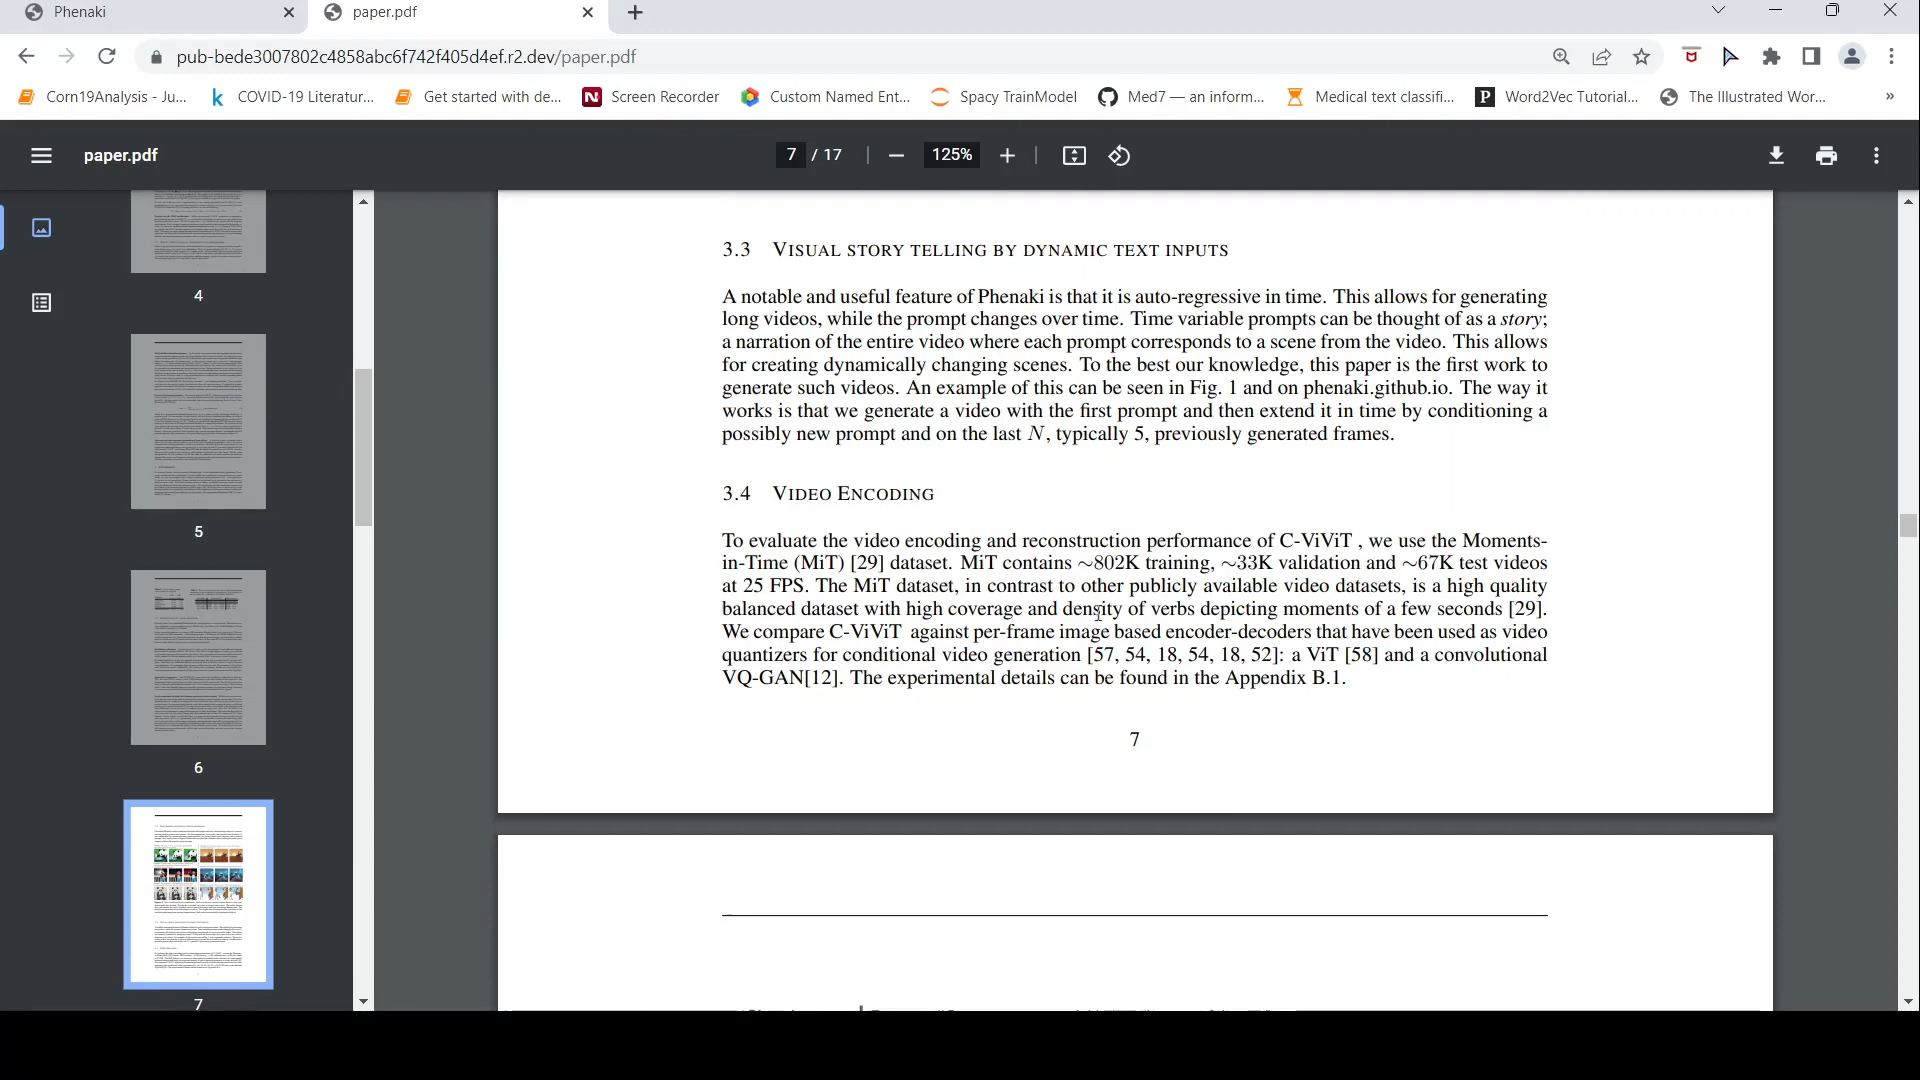 Phenaki
paper.pdf
pub-bede3007802c4858abc6f742f405d4ef.r2.dev/paper.pdf
Corn19Analysis - Ju...
COVID-19 Literatur...
Get started with de...
Screen Recorder
Custom Named Ent...
Spacy TrainModel
Med7 — an inform...
Medical text classifi...
Word2Vec Tutorial...
The Illustrated Wor...
»
paper.pdf
7 / 17
125%
4
5
6
7
3.3 VISUAL STORY TELLING BY DYNAMIC TEXT INPUTS
A notable and useful feature of Phenaki is that it is auto-regressive in time. This allows for generating
long videos, while the prompt changes over time. Time variable prompts can be thought of as a story;
a narration of the entire video where each prompt corresponds to a scene from the video. This allows
for creating dynamically changing scenes. To the best our knowledge, this paper is the first work to
generate such videos. An example of this can be seen in Fig. 1 and on phenaki.github.io. The way it
works is that we generate a video with the first prompt and then extend it in time by conditioning a
possibly new prompt and on the last N, typically 5, previously generated frames.
3.4 VIDEO ENCODING
To evaluate the video encoding and reconstruction performance of C-ViViT , we use the Moments-
in-Time (MiT) [29] dataset. MiT contains ∼802K training, ∼33K validation and ∼67K test videos
at 25 FPS. The MiT dataset, in contrast to other publicly available video datasets, is a high quality
balanced dataset with high coverage and density of verbs depicting moments of a few seconds [29].
We compare C-ViViT against per-frame image based encoder-decoders that have been used as video
quantizers for conditional video generation [57, 54, 18, 54, 18, 52]: a ViT [58] and a convolutional
VQ-GAN[12]. The experimental details can be found in the Appendix B.1.
7